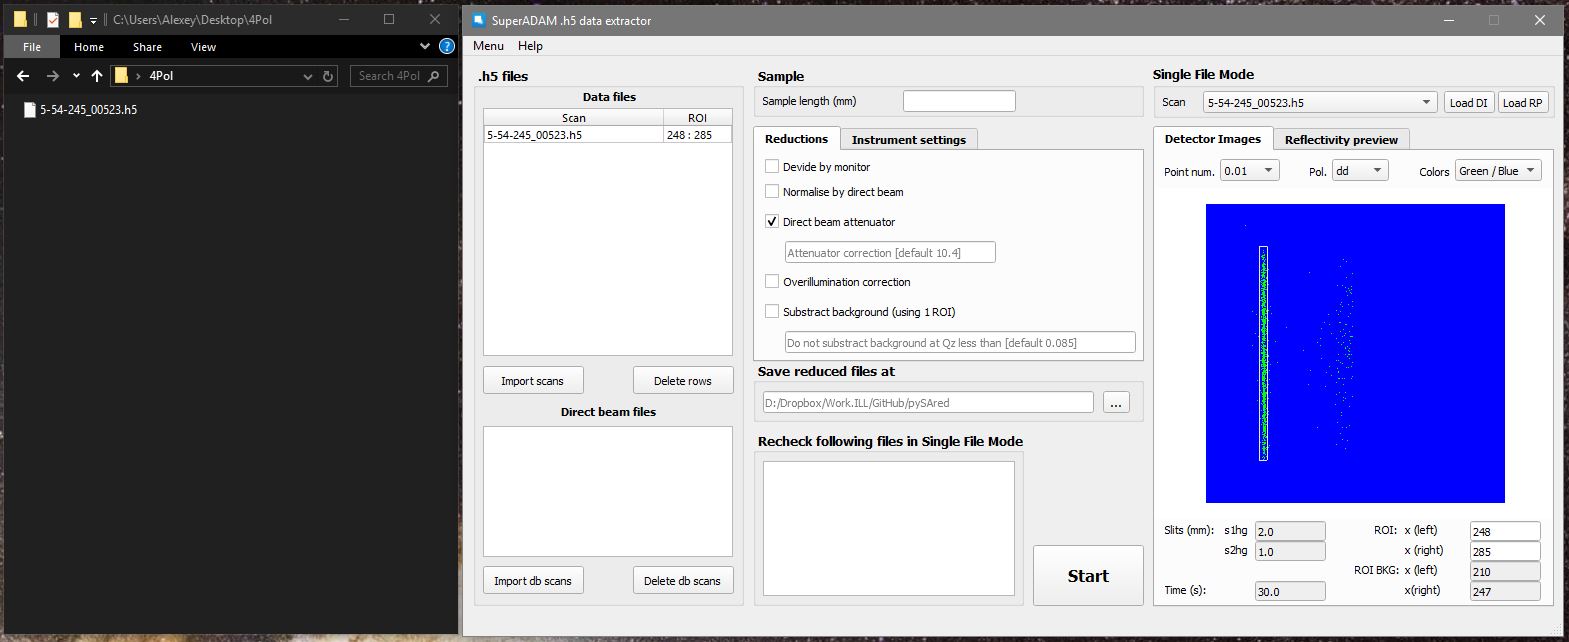 C:\Users\Alexey\Desktop\4Pol
File Home Share View
4Pol
Search 4Pol
5-54-245_00523.h5
SuperADAM .h5 data extractor
Menu Help
.h5 files
Data files
Scan ROI
5-54-245_00523.h5 248 : 285
Import scans Delete rows
Direct beam files
Import db scans Delete db scans
Sample
Sample length (mm)
Reductions Instrument settings
Devide by monitor
Normalise by direct beam
Direct beam attenuator
Attenuator correction [default 10.4]
Overillumination correction
Substract background (using 1 ROI)
Do not substract background at Qz less than [default 0.085]
Save reduced files at
D:/Dropbox/Work.ILL/GitHub/pySAred ...
Recheck following files in Single File Mode
Start
Single File Mode
Scan 5-54-245_00523.h5 Load DI Load RP
Detector Images Reflectivity preview
Point num. 0.01 Pol. dd Colors Green / Blue
Slits (mm): s1hg 2.0 ROI: x (left) 248
s2hg 1.0 x (right) 285
ROI BKG: x (left) 210
Time (s): 30.0 x(right) 247